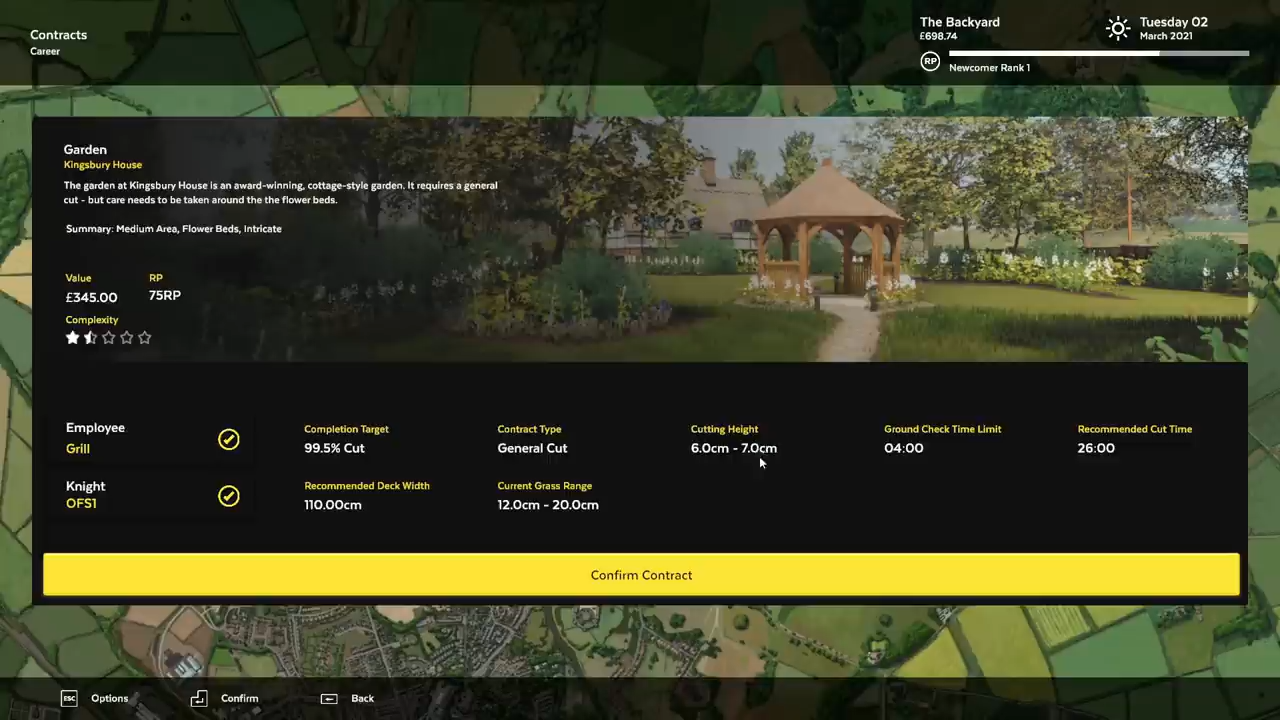 Contracts
Career
The Backyard
£698.74
Tuesday 02
March 2021
RP
Newcomer Rank 1
Garden
Kingsbury House
The garden at Kingsbury House is an award-winning, cottage-style garden. It requires a general
cut - but care needs to be taken around the the flower beds.
Summary: Medium Area, Flower Beds, Intricate
Value
£345.00
RP
75RP
Complexity
Employee
Grill
Completion Target
99.5% Cut
Contract Type
General Cut
Cutting Height
6.0cm - 7.0cm
Ground Check Time Limit
04:00
Recommended Cut Time
26:00
Knight
OFS1
Recommended Deck Width
110.00cm
Current Grass Range
12.0cm - 20.0cm
Confirm Contract
ESC Options
Confirm
Back